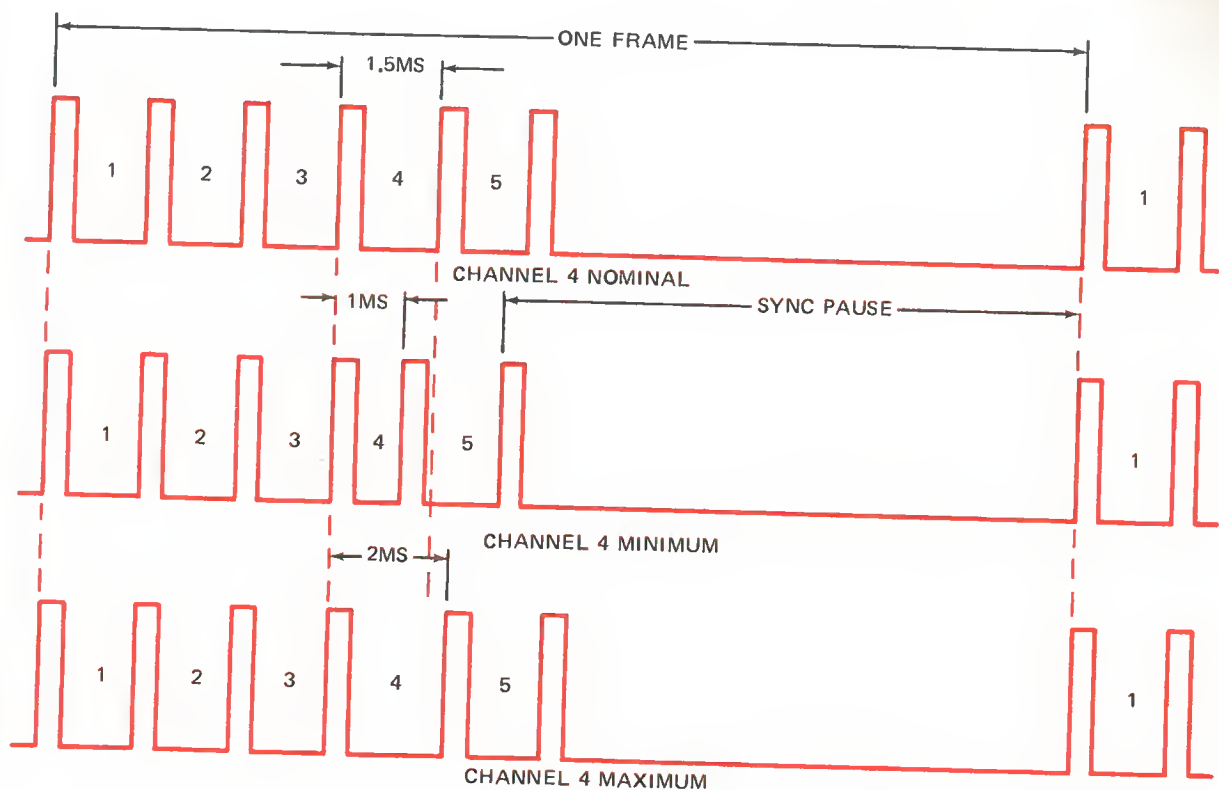 ONE FRAME
1.5MS
1 2 3 4 5 1
CHANNEL 4 NOMINAL
1MS
SYNC PAUSE
1 2 3 4 5 1
CHANNEL 4 MINIMUM
2MS
1 2 3 4 5 1
CHANNEL 4 MAXIMUM